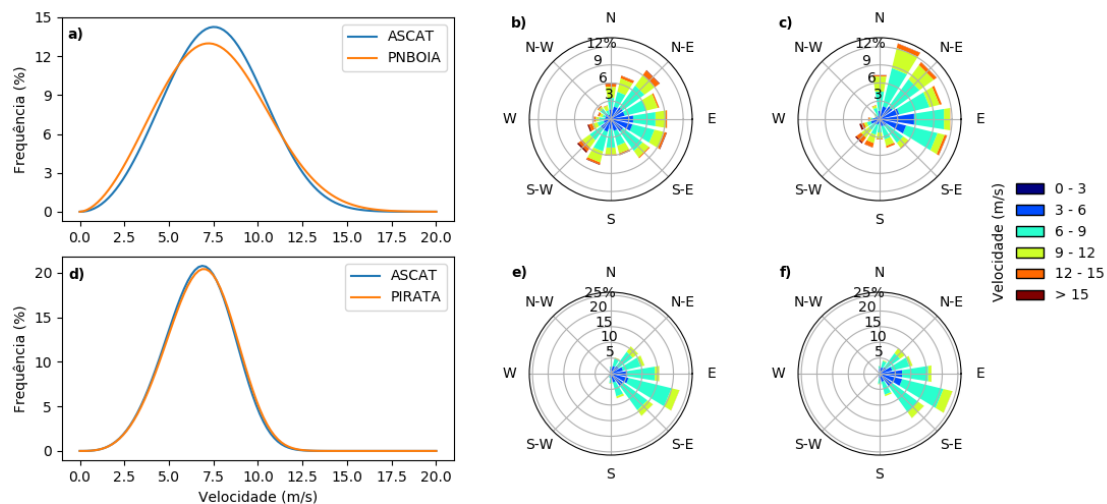 a)
15
12
9
6
3
0
Frequência (%)
ASCAT
PNBOIA
0.0 2.5 5.0 7.5 10.0 12.5 15.0 17.5 20.0
b)
N
N-W
N-E
12%
9
6
3
W
E
S-W
S-E
S
c)
N
N-W
N-E
12%
9
6
3
W
E
S-W
S-E
S
d)
20
15
10
5
0
Frequência (%)
ASCAT
PIRATA
0.0 2.5 5.0 7.5 10.0 12.5 15.0 17.5 20.0
Velocidade (m/s)
e)
N
N-W
N-E
25%
20
15
10
5
W
E
S-W
S-E
S
f)
N
N-W
N-E
25%
20
15
10
5
W
E
S-W
S-E
S
Velocidade (m/s)
0 - 3
3 - 6
6 - 9
9 - 12
12 - 15
> 15